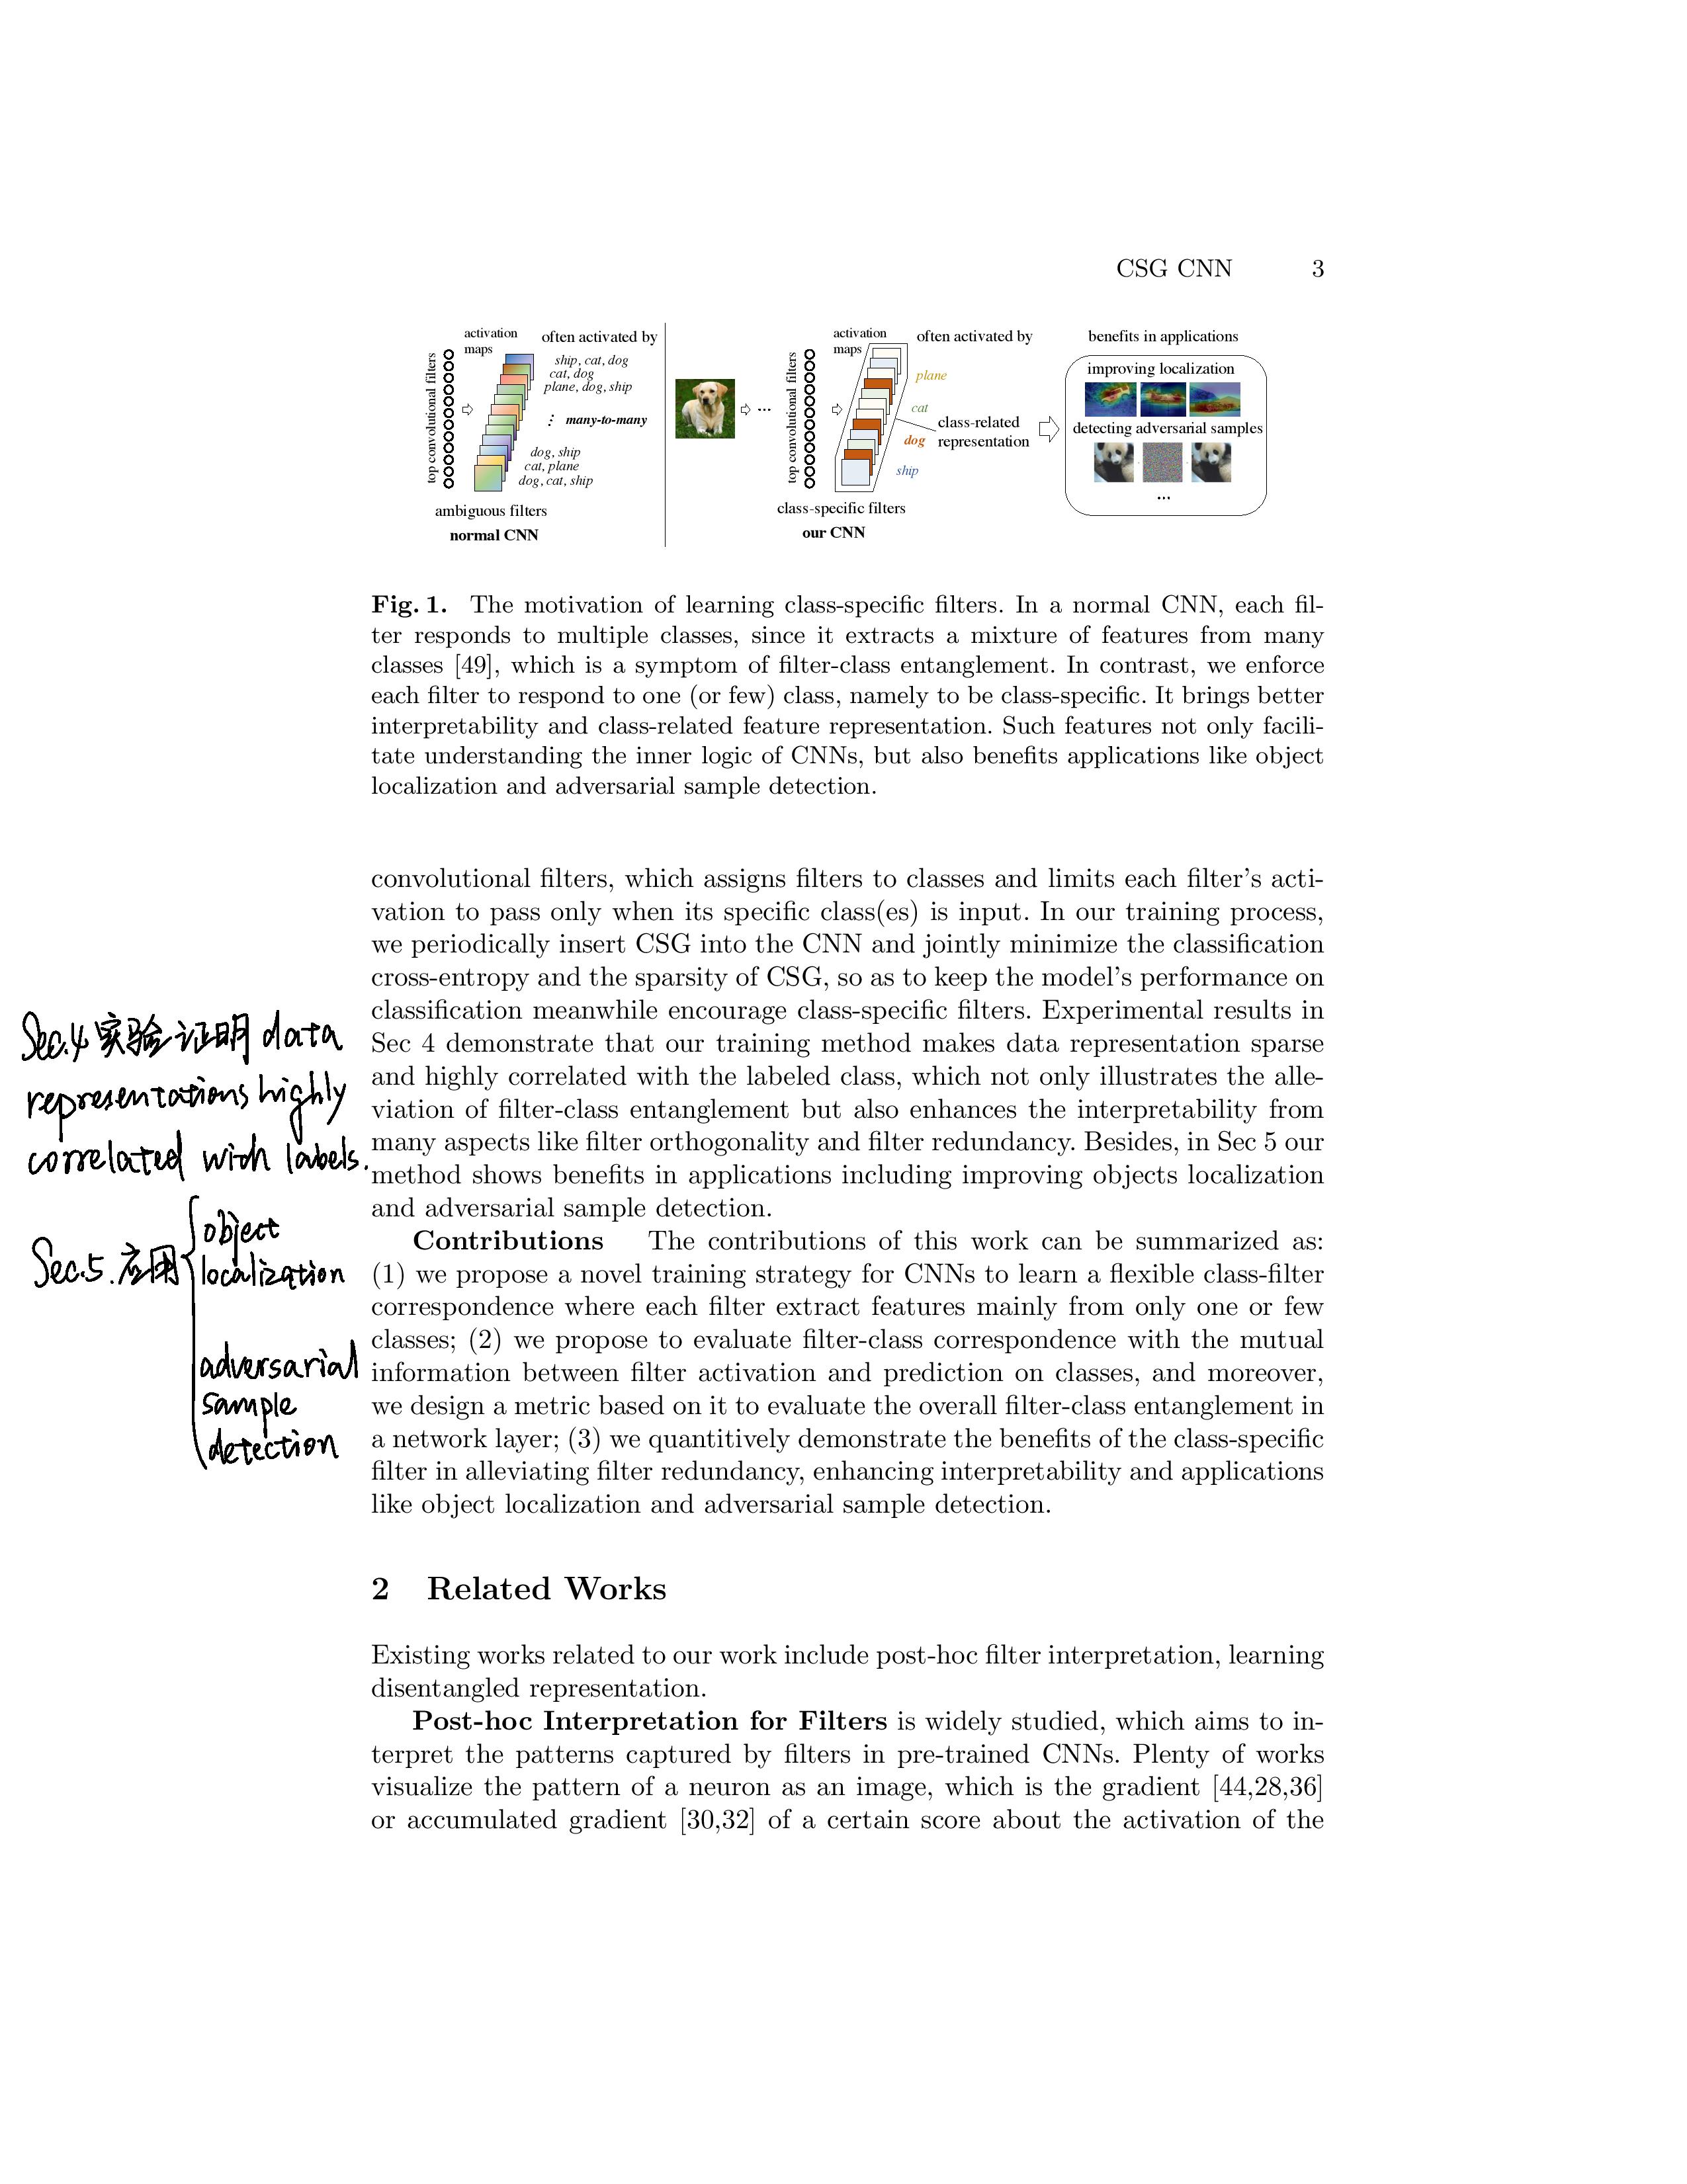 CSG CNN 3
top convolutional filters
activation
maps
often activated by
ship, cat, dog
cat, dog
plane, dog, ship
⋮ many-to-many
dog, ship
cat, plane
dog, cat, ship
ambiguous filters
normal CNN
...
top convolutional filters
activation
maps
often activated by
plane
cat
dog
ship
class-related
representation
class-specific filters
our CNN
benefits in applications
improving localization
detecting adversarial samples
...
Fig. 1. The motivation of learning class-specific filters. In a normal CNN, each fil-
ter responds to multiple classes, since it extracts a mixture of features from many
classes [49], which is a symptom of filter-class entanglement. In contrast, we enforce
each filter to respond to one (or few) class, namely to be class-specific. It brings better
interpretability and class-related feature representation. Such features not only facili-
tate understanding the inner logic of CNNs, but also benefits applications like object
localization and adversarial sample detection.
convolutional filters, which assigns filters to classes and limits each filter's acti-
vation to pass only when its specific class(es) is input. In our training process,
we periodically insert CSG into the CNN and jointly minimize the classification
cross-entropy and the sparsity of CSG, so as to keep the model's performance on
classification meanwhile encourage class-specific filters. Experimental results in
Sec 4 demonstrate that our training method makes data representation sparse
and highly correlated with the labeled class, which not only illustrates the alle-
viation of filter-class entanglement but also enhances the interpretability from
many aspects like filter orthogonality and filter redundancy. Besides, in Sec 5 our
method shows benefits in applications including improving objects localization
and adversarial sample detection.
Sec.4 实验证明 data
representations highly
correlated with labels.
Sec.5. 应用
object
localization
adversarial
sample
detection
Contributions The contributions of this work can be summarized as:
(1) we propose a novel training strategy for CNNs to learn a flexible class-filter
correspondence where each filter extract features mainly from only one or few
classes; (2) we propose to evaluate filter-class correspondence with the mutual
information between filter activation and prediction on classes, and moreover,
we design a metric based on it to evaluate the overall filter-class entanglement in
a network layer; (3) we quantitively demonstrate the benefits of the class-specific
filter in alleviating filter redundancy, enhancing interpretability and applications
like object localization and adversarial sample detection.
2 Related Works
Existing works related to our work include post-hoc filter interpretation, learning
disentangled representation.
Post-hoc Interpretation for Filters is widely studied, which aims to in-
terpret the patterns captured by filters in pre-trained CNNs. Plenty of works
visualize the pattern of a neuron as an image, which is the gradient [44,28,36]
or accumulated gradient [30,32] of a certain score about the activation of the